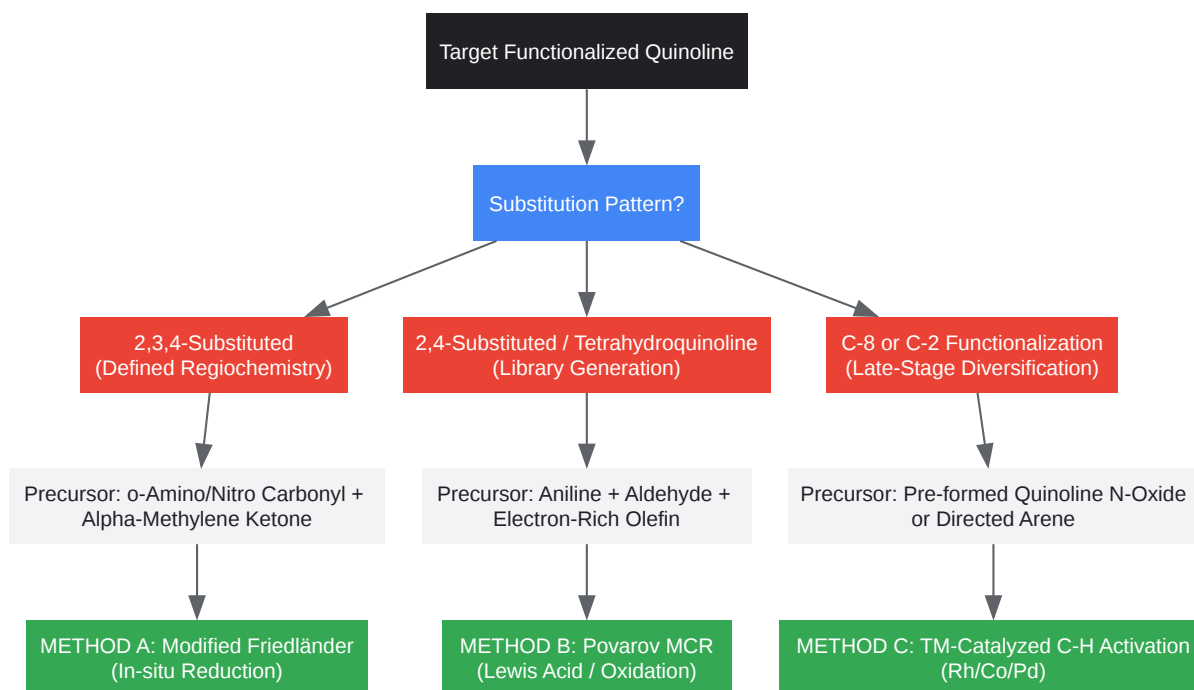 Target Functionalized Quinoline
Substitution Pattern?
2,3,4-Substituted
(Defined Regiochemistry)
2,4-Substituted / Tetrahydroquinoline
(Library Generation)
C-8 or C-2 Functionalization
(Late-Stage Diversification)
Precursor: o-Amino/Nitro Carbonyl +
Alpha-Methylene Ketone
Precursor: Aniline + Aldehyde +
Electron-Rich Olefin
Precursor: Pre-formed Quinoline N-Oxide
or Directed Arene
METHOD A: Modified Friedländer
(In-situ Reduction)
METHOD B: Povarov MCR
(Lewis Acid / Oxidation)
METHOD C: TM-Catalyzed C-H Activation
(Rh/Co/Pd)